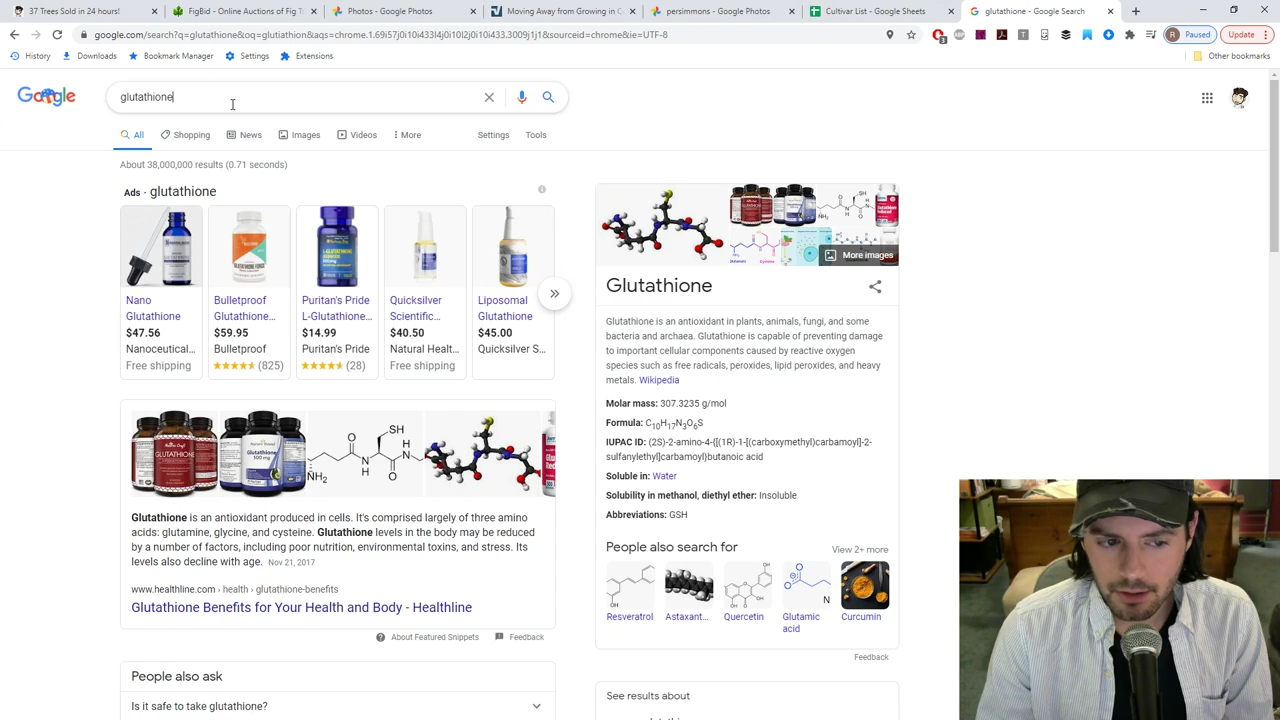 37 Trees Sold in 24 hours!
FigBid - Online Auctions of Fig T
Photos - Google Photos
Moving Away from Growing in C
persimmons - Google Photos
Cultivar List - Google Sheets
glutathione - Google Search
google.com/search?q=glutathione&oq=glutiathion&aqs=chrome.1.69i57j0i10i433l4j0i10l2j0i10i433.3009j1j1&sourceid=chrome&ie=UTF-8
3
R Paused
Update
History
Downloads
Bookmark Manager
Settings
Extensions
Other bookmarks
glutathione
All
Shopping
News
Images
Videos
More
Settings
Tools
About 38,000,000 results (0.71 seconds)
Ads · glutathione
Nano Glutathione
$47.56
Nanoceutical...
Free shipping
Bulletproof Glutathione...
$59.95
Bulletproof
(825)
Puritan's Pride L-Glutathione...
$14.99
Puritan's Pride
(28)
Quicksilver Scientific...
$40.50
Natural Healt...
Free shipping
Liposomal Glutathione
$45.00
Quicksilver S...
GLUTATHIONE
Glutathione
SH
O
N
H
NH2
Glutathione is an antioxidant produced in cells. It's comprised largely of three amino
acids: glutamine, glycine, and cysteine. Glutathione levels in the body may be reduced
by a number of factors, including poor nutrition, environmental toxins, and stress. Its
levels also decline with age. Nov 21, 2017
www.healthline.com › health › glutathione-benefits
Glutathione Benefits for Your Health and Body - Healthline
About Featured Snippets
Feedback
People also ask
Is it safe to take glutathione?
More images
Glutathione
Glutathione is an antioxidant in plants, animals, fungi, and some
bacteria and archaea. Glutathione is capable of preventing damage
to important cellular components caused by reactive oxygen
species such as free radicals, peroxides, lipid peroxides, and heavy
metals. Wikipedia
Molar mass: 307.3235 g/mol
Formula: C10H17N3O6S
IUPAC ID: (2S)-2-amino-4-{[(1R)-1-[(carboxymethyl)carbamoyl]-2-
sulfanylethyl]carbamoyl}butanoic acid
Soluble in: Water
Solubility in methanol, diethyl ether: Insoluble
Abbreviations: GSH
People also search for
View 2+ more
Resveratrol
Astaxant...
Quercetin
Glutamic acid
Curcumin
Feedback
See results about